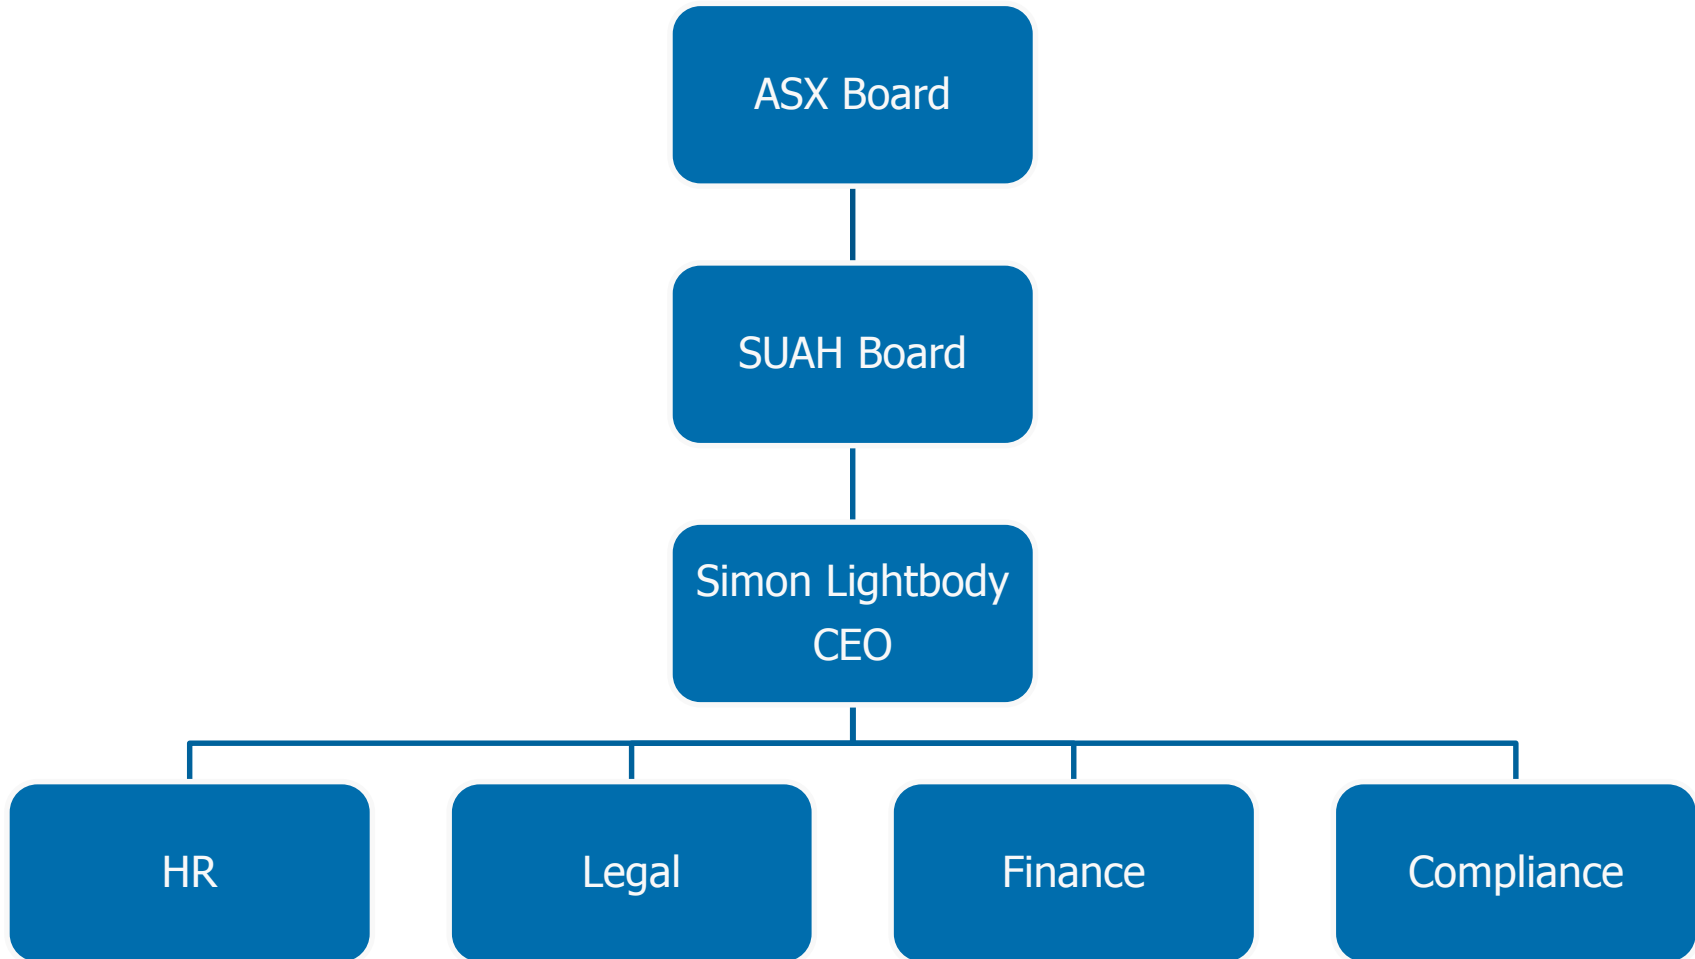 ASX Board
SUAH Board
Simon Lightbody
CEO
HR
Legal
Finance
Compliance